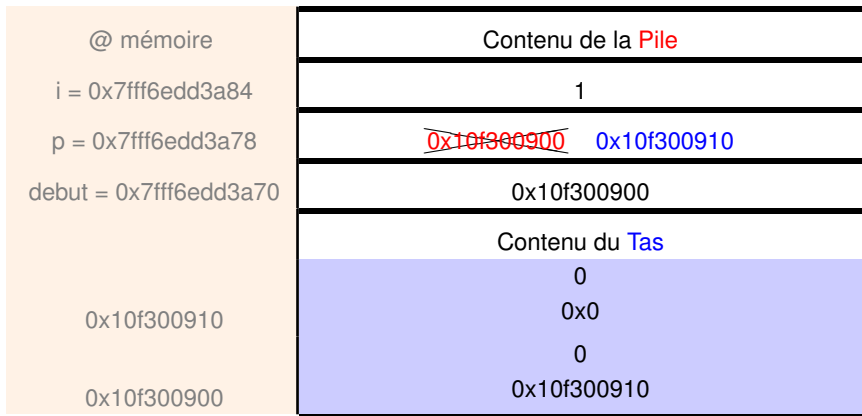 @ mémoire Contenu de la Pile
i = 0x7fff6edd3a84 1
p = 0x7fff6edd3a78 0x10f300900 0x10f300910
debut = 0x7fff6edd3a70 0x10f300900
Contenu du Tas
0
0x10f300910 0x0
0
0x10f300900 0x10f300910